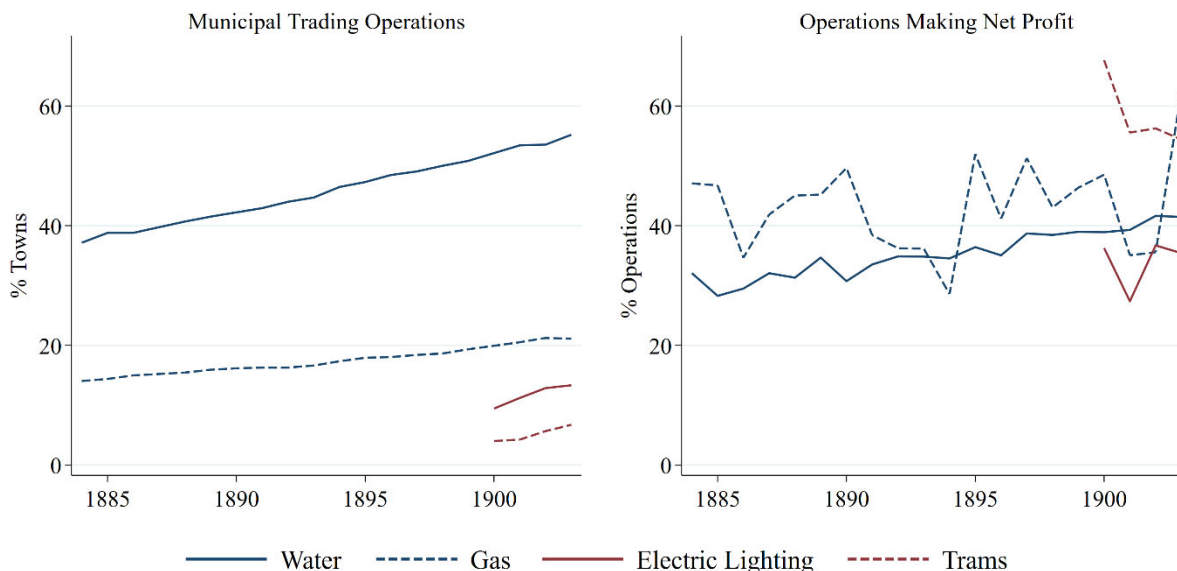 Municipal Trading Operations
% Towns
60
40
20
0
1885 1890 1895 1900
Operations Making Net Profit
% Operations
60
40
20
0
1885 1890 1895 1900
Water Gas Electric Lighting Trams